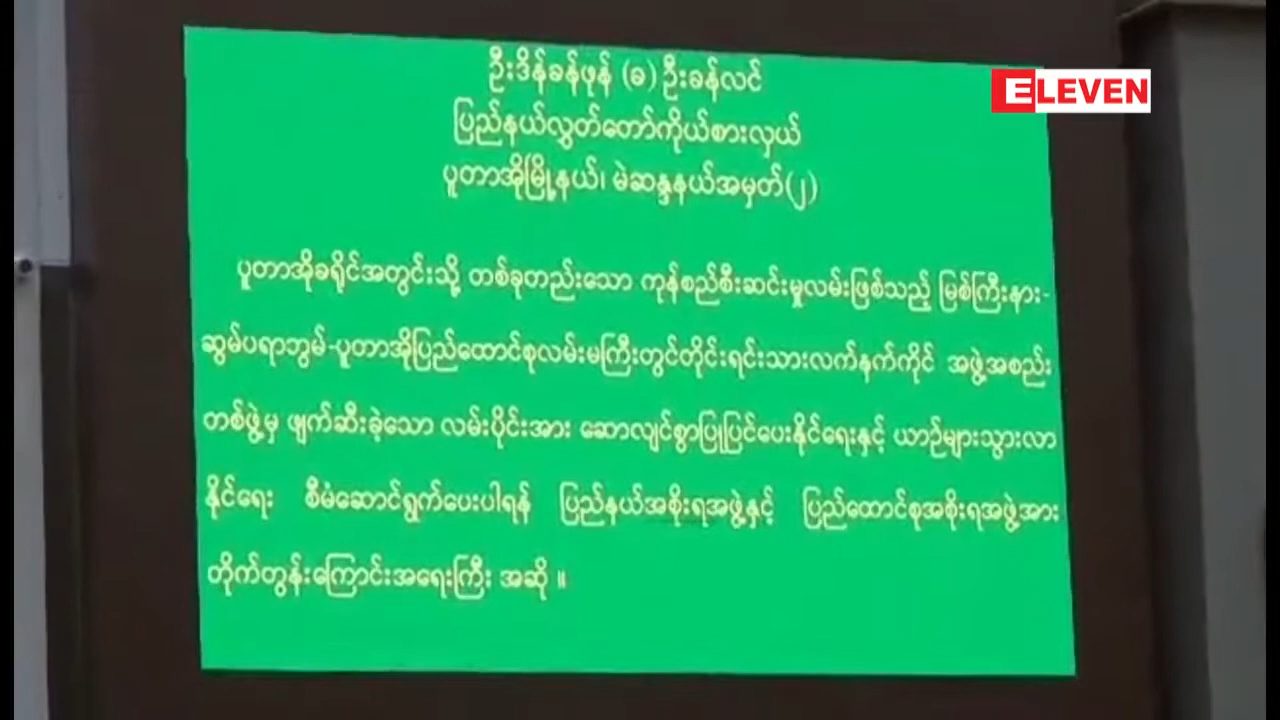 ဦးဒိန်ခန်ဖုန် (ခ) ဦးခန်လင်
ELEVEN
ပြည်နယ်လွှတ်တော်ကိုယ်စားလှယ်
ပူတာအိုမြို့နယ်၊ မဲဆန္ဒနယ်အမှတ်(၂)
ပူတာအိုခရိုင်အတွင်းသို့ တစ်ခုတည်းသော ကုန်စည်စီးဆင်းမှုလမ်းဖြစ်သည့် မြစ်ကြီးနား-
ဆွမ်ပရာဘွမ်-ပူတာအိုပြည်ထောင်စုလမ်းမကြီးတွင်တိုင်းရင်းသားလက်နက်ကိုင် အဖွဲ့အစည်း
တစ်ဖွဲ့မှ ဖျက်ဆီးခဲ့သော လမ်းပိုင်းအား ဆောလျင်စွာပြုပြင်ပေးနိုင်ရေးနှင့် ယာဉ်များသွားလာ
နိုင်ရေး စီမံဆောင်ရွက်ပေးပါရန် ပြည်နယ်အစိုးရအဖွဲ့နှင့် ပြည်ထောင်စုအစိုးရအဖွဲ့အား
တိုက်တွန်းကြောင်းအရေးကြီး အဆို ။